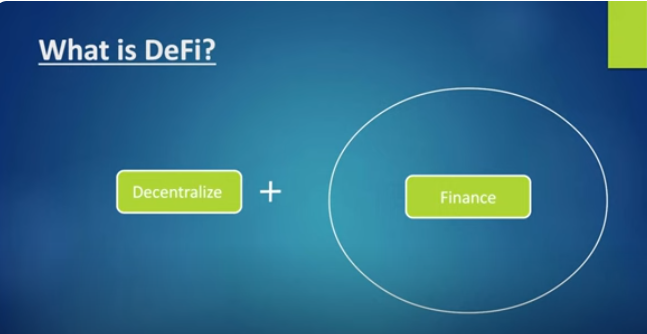 What is DeFi?
Decentralize + Finance